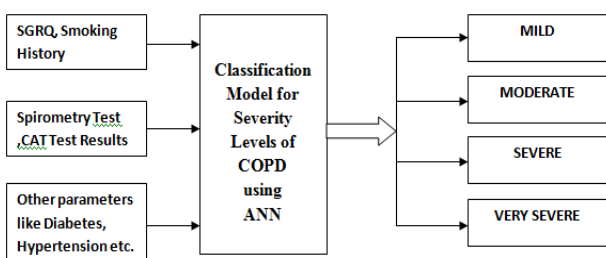 SGRQ, Smoking
History
Spirometry Test
,CAT Test Results
Other parameters
like Diabetes,
Hypertension etc.
Classification
Model for
Severity
Levels of
COPD
using
ANN
MILD
MODERATE
SEVERE
VERY SEVERE